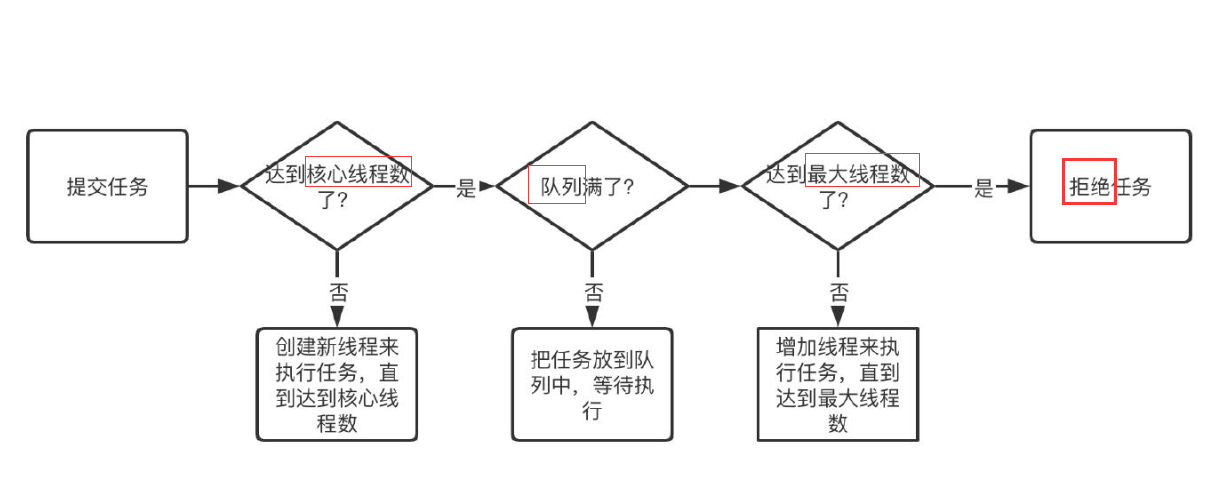 提交任务
达到核心线程数
了?
是
队列满了?
达到最大线程数
了?
是
拒绝任务
否
否
否
创建新线程来
执行任务，直
到达到核心线
程数
把任务放到队
列中，等待执
行
增加线程来执
行任务，直到
达到最大线程
数